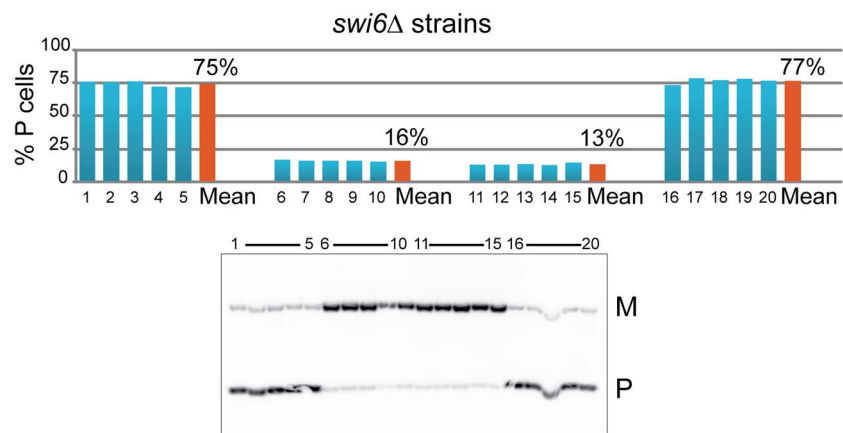 swi6Δ strains
% P cells
100
75
50
25
0
75%
16%
13%
77%
1 2 3 4 5 Mean 6 7 8 9 10 Mean 11 12 13 14 15 Mean 16 17 18 19 20 Mean
1 5 6 10 11 15 16 20
M
P